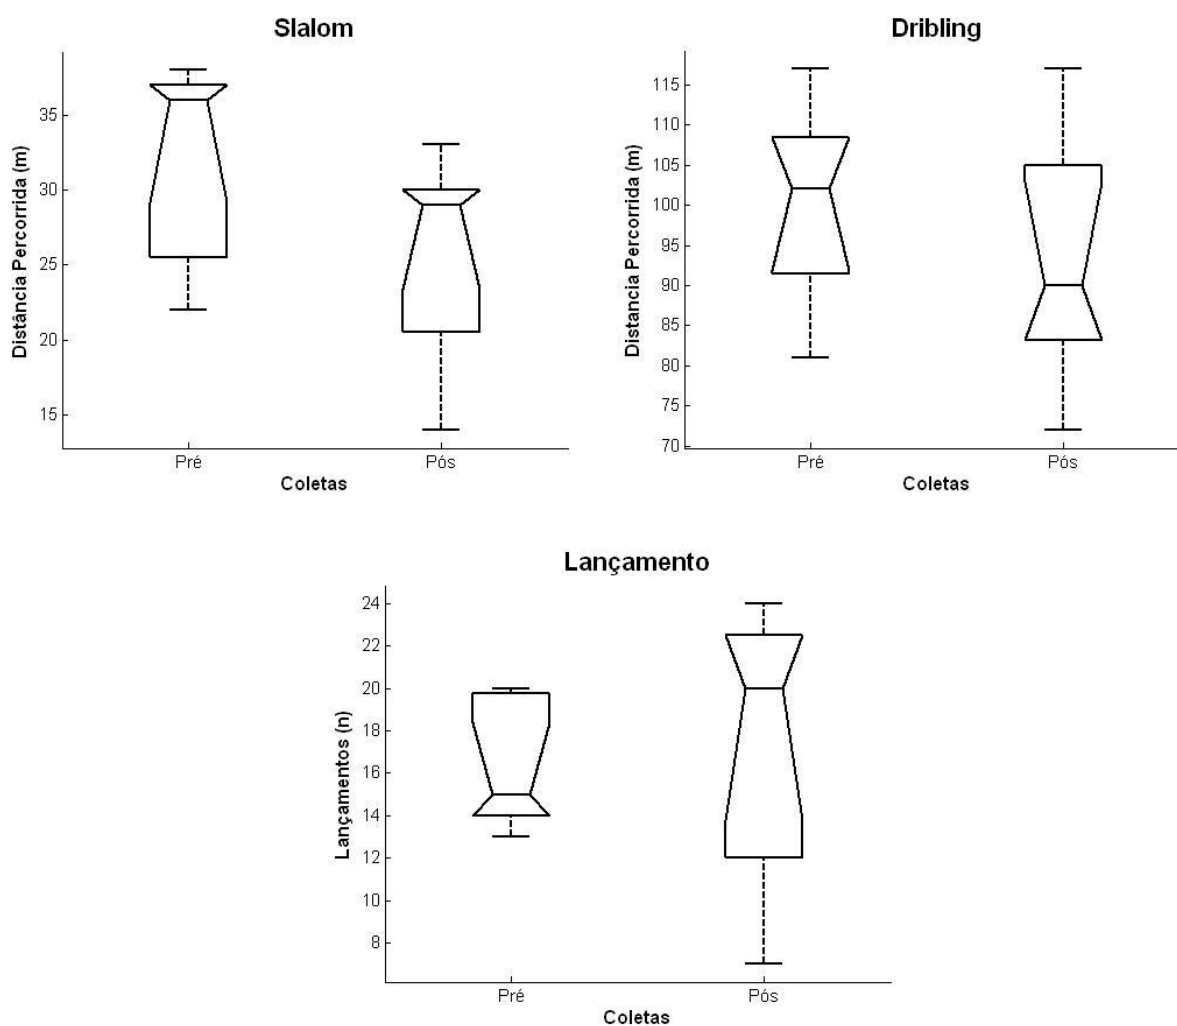 Slalom
Distância Percorrida (m)
35
30
25
20
15
Pré
Pós
Coletas
Dribling
Distancia Percorrida (m)
115
110
105
100
95
90
85
80
75
70
Pré
Pós
Coletas
Lançamento
Lançamentos (n)
24
22
20
18
16
14
12
10
8
Pré
Pós
Coletas